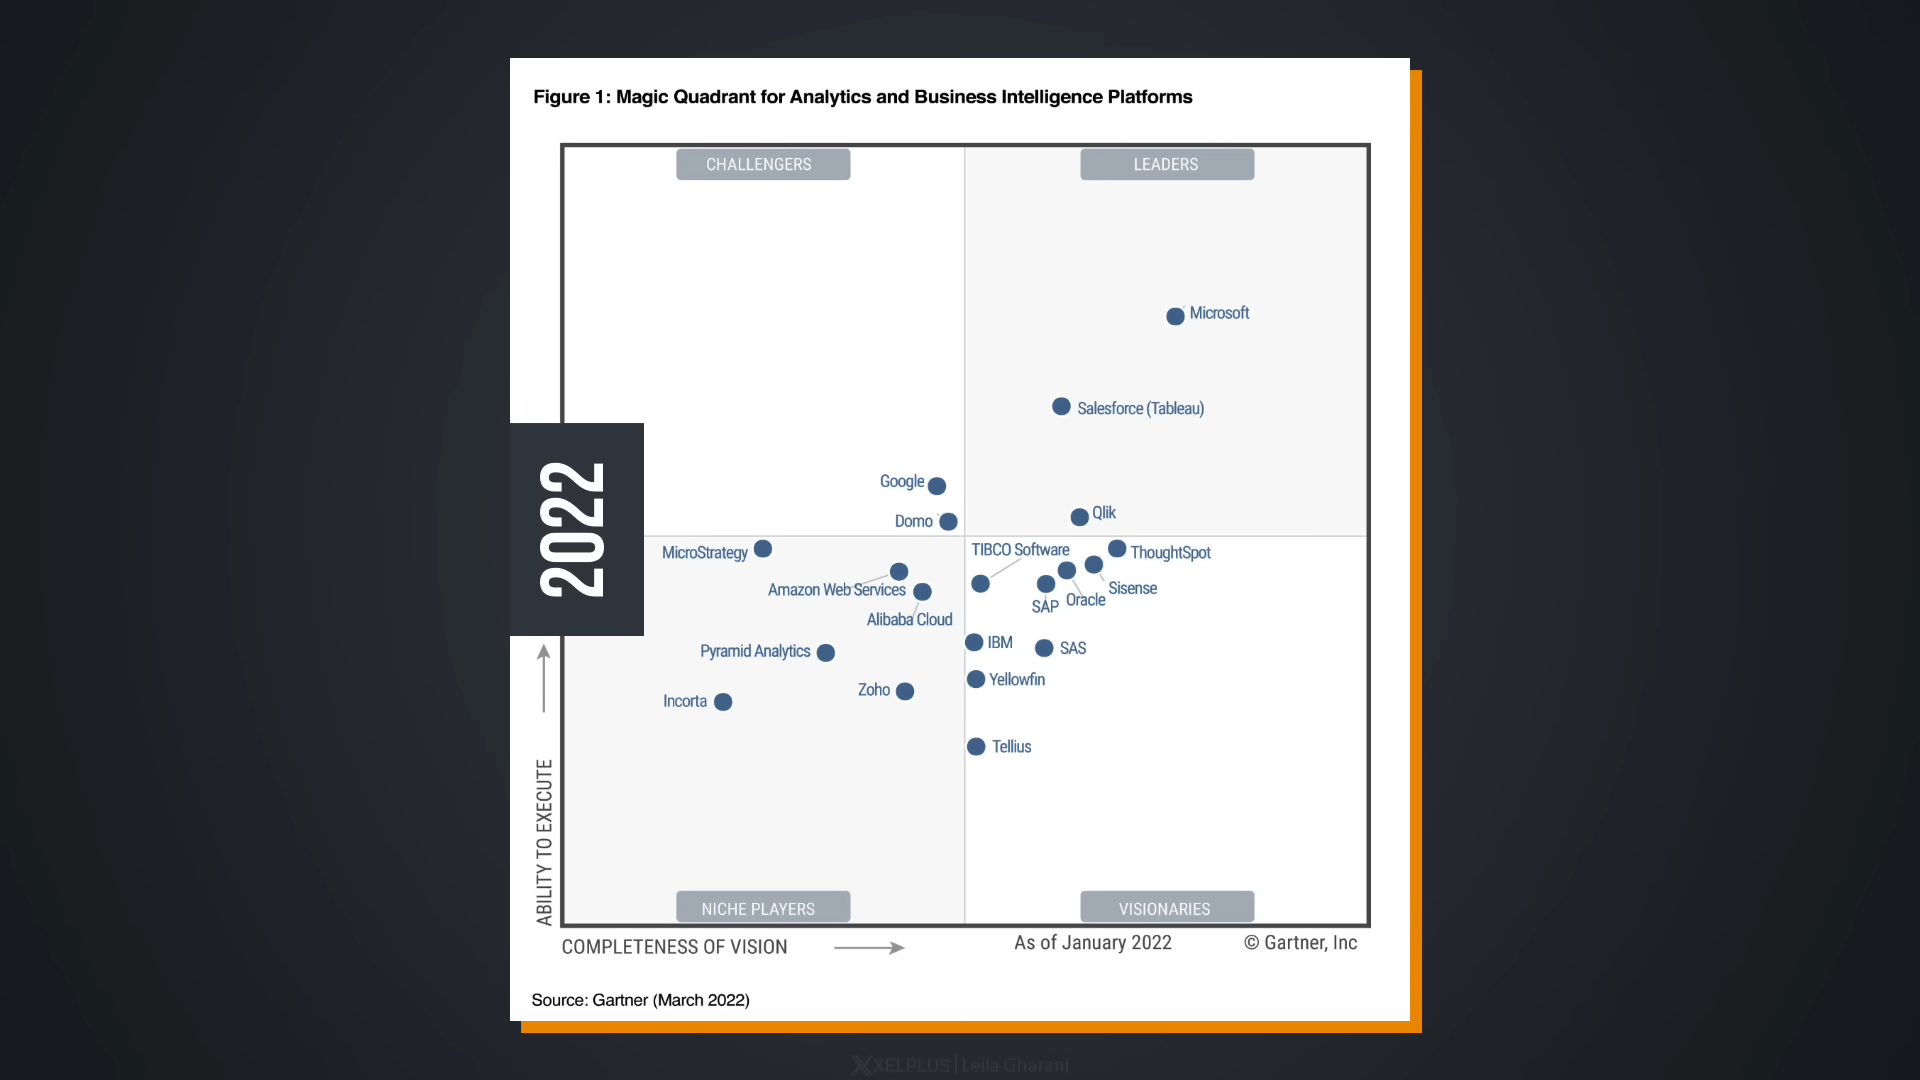 Figure 1: Magic Quadrant for Analytics and Business Intelligence Platforms
CHALLENGERS
LEADERS
Microsoft
Salesforce (Tableau)
Google
Qlik
Domo
2022
TIBCO Software
MicroStrategy
ThoughtSpot
Amazon Web Services
Sisense
Oracle
SAP
Alibaba Cloud
IBM
SAS
Pyramid Analytics
Yellowfin
Zoho
Incorta
Tellius
ABILITY TO EXECUTE
NICHE PLAYERS
VISIONARIES
COMPLETENESS OF VISION
As of January 2022
© Gartner, Inc
Source: Gartner (March 2022)
XELPLUS | Leila Gharani